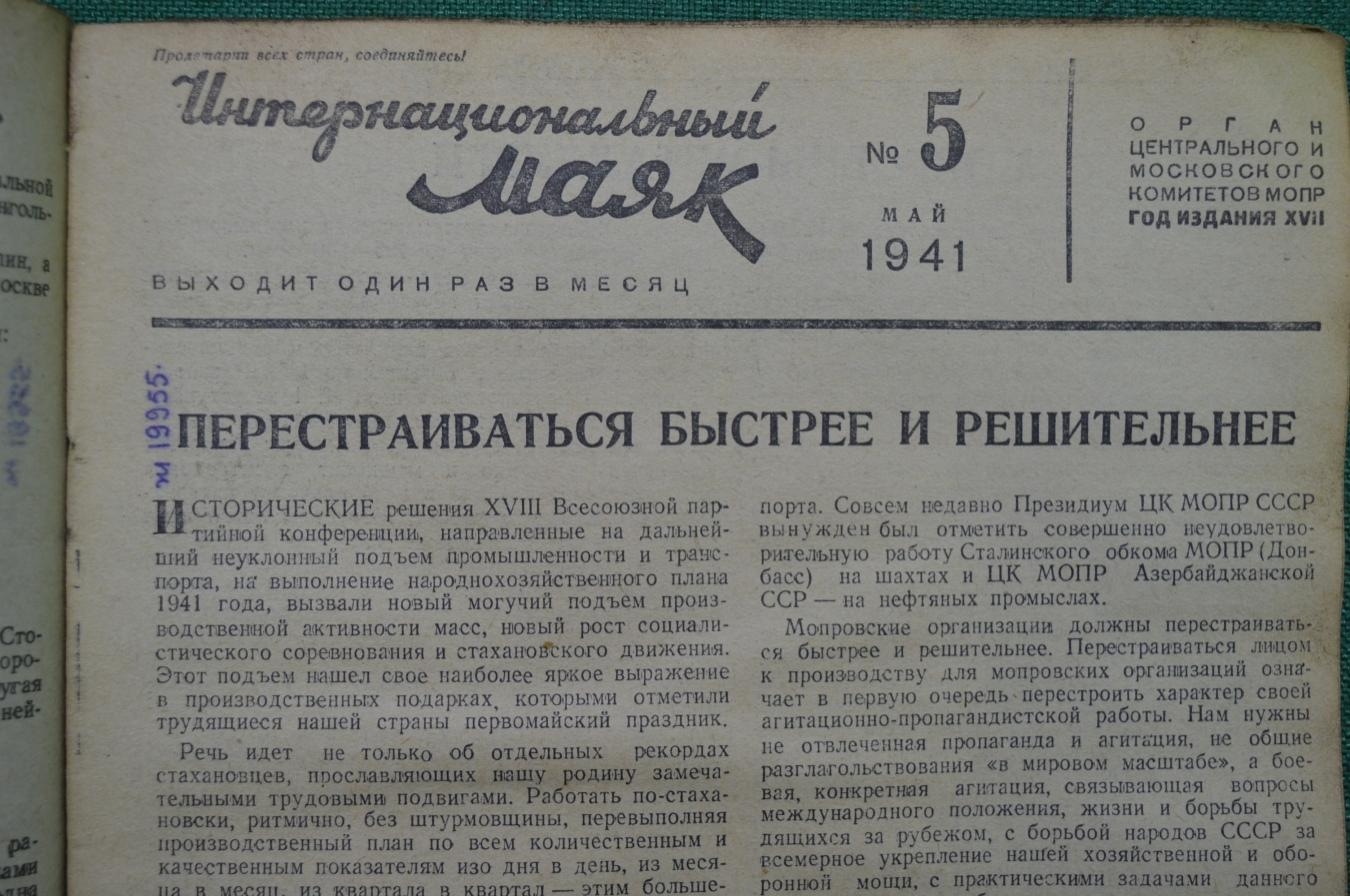 Пролетарии всех стран, соединяйтесь!
Интернациональный
маяк
ВЫХОДИТ ОДИН РАЗ В МЕСЯЦ
№ 5
МАЙ
1941
ОРГАН
ЦЕНТРАЛЬНОГО И
МОСКОВСКОГО
КОМИТЕТОВ МОПР
ГОД ИЗДАНИЯ XVII
19955.
ПЕРЕСТРАИВАТЬСЯ БЫСТРЕЕ И РЕШИТЕЛЬНЕЕ
ИСТОРИЧЕСКИЕ решения XVIII Всесоюзной пар-
тийной конференции, направленные на дальней-
ший неуклонный подъем промышленности и транс-
порта, на выполнение народнохозяйственного плана
1941 года, вызвали новый могучий подъем произ-
водственной активности масс, новый рост социали-
стического соревнования и стахановского движения.
Этот подъем нашел свое наиболее яркое выражение
в производственных подарках, которыми отметили
трудящиеся нашей страны первомайский праздник.
Речь идет не только об отдельных рекордах
стахановцев, прославляющих нашу родину замеча-
тельными трудовыми подвигами. Работать по-стаха-
новски, ритмично, без штурмовщины, перевыполняя
производственный план по всем количественным и
качественным показателям изо дня в день, из меся-
ца в месяц, из квартала в квартал — этим больше-
порта. Совсем недавно Президиум ЦК МОПР СССР
вынужден был отметить совершенно неудовлетво-
рительную работу Сталинского обкома МОПР (Дон-
басс) на шахтах и ЦК МОПР Азербайджанской
ССР — на нефтяных промыслах.
Мопровские организации должны перестраивать-
ся быстрее и решительнее. Перестраиваться лицом
к производству для мопровских организаций озна-
чает в первую очередь перестроить характер своей
агитационно-пропагандистской работы. Нам нужны
не отвлеченная пропаганда и агитация, не общие
разглагольствования «в мировом масштабе», а бое-
вая, конкретная агитация, связывающая вопросы
международного положения, жизни и борьбы тру-
дящихся за рубежом, с борьбой народов СССР за
всемерное укрепление нашей хозяйственной и обо-
ронной мощи, с практическими задачами данного